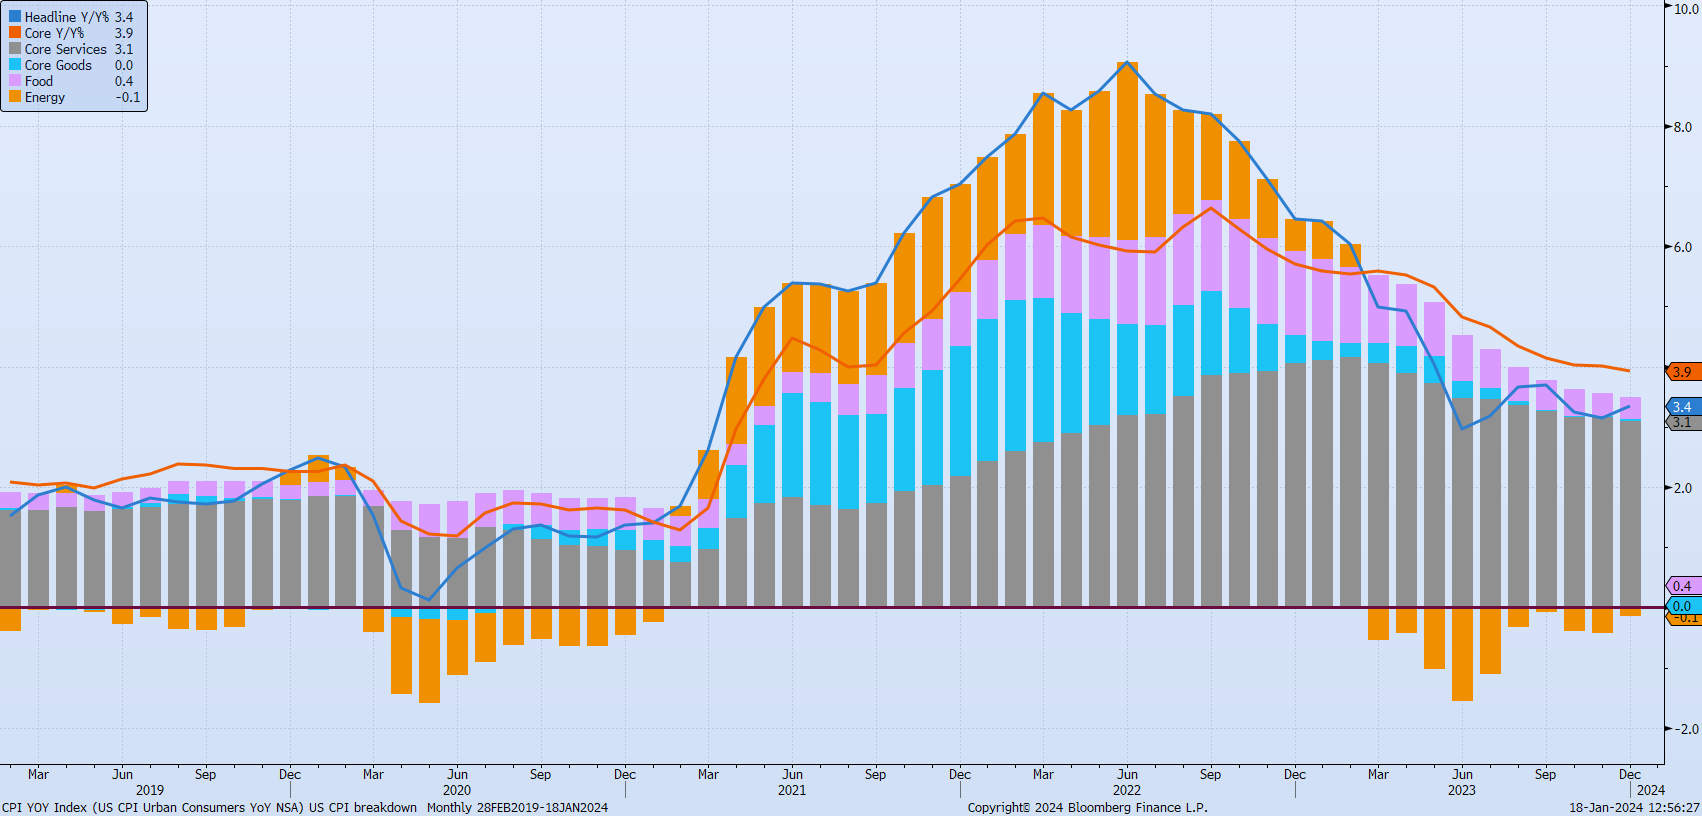 Headline Y/Y% 3.4
Core Y/Y% 3.9
Core Services 3.1
Core Goods 0.0
Food 0.4
Energy -0.1
10.0
8.0
6.0
3.9
3.4
3.1
2.0
0.4
0.0
-0.1
-2.0
Mar Jun Sep Dec Mar Jun Sep Dec Mar Jun Sep Dec Mar Jun Sep Dec Mar Jun Sep Dec
2019 2020 2021 2022 2023 2024
CPI YOY Index (US CPI Urban Consumers YoY NSA) US CPI breakdown Monthly 28FEB2019-18JAN2024 Copyright© 2024 Bloomberg Finance L.P. 18-Jan-2024 12:56:27